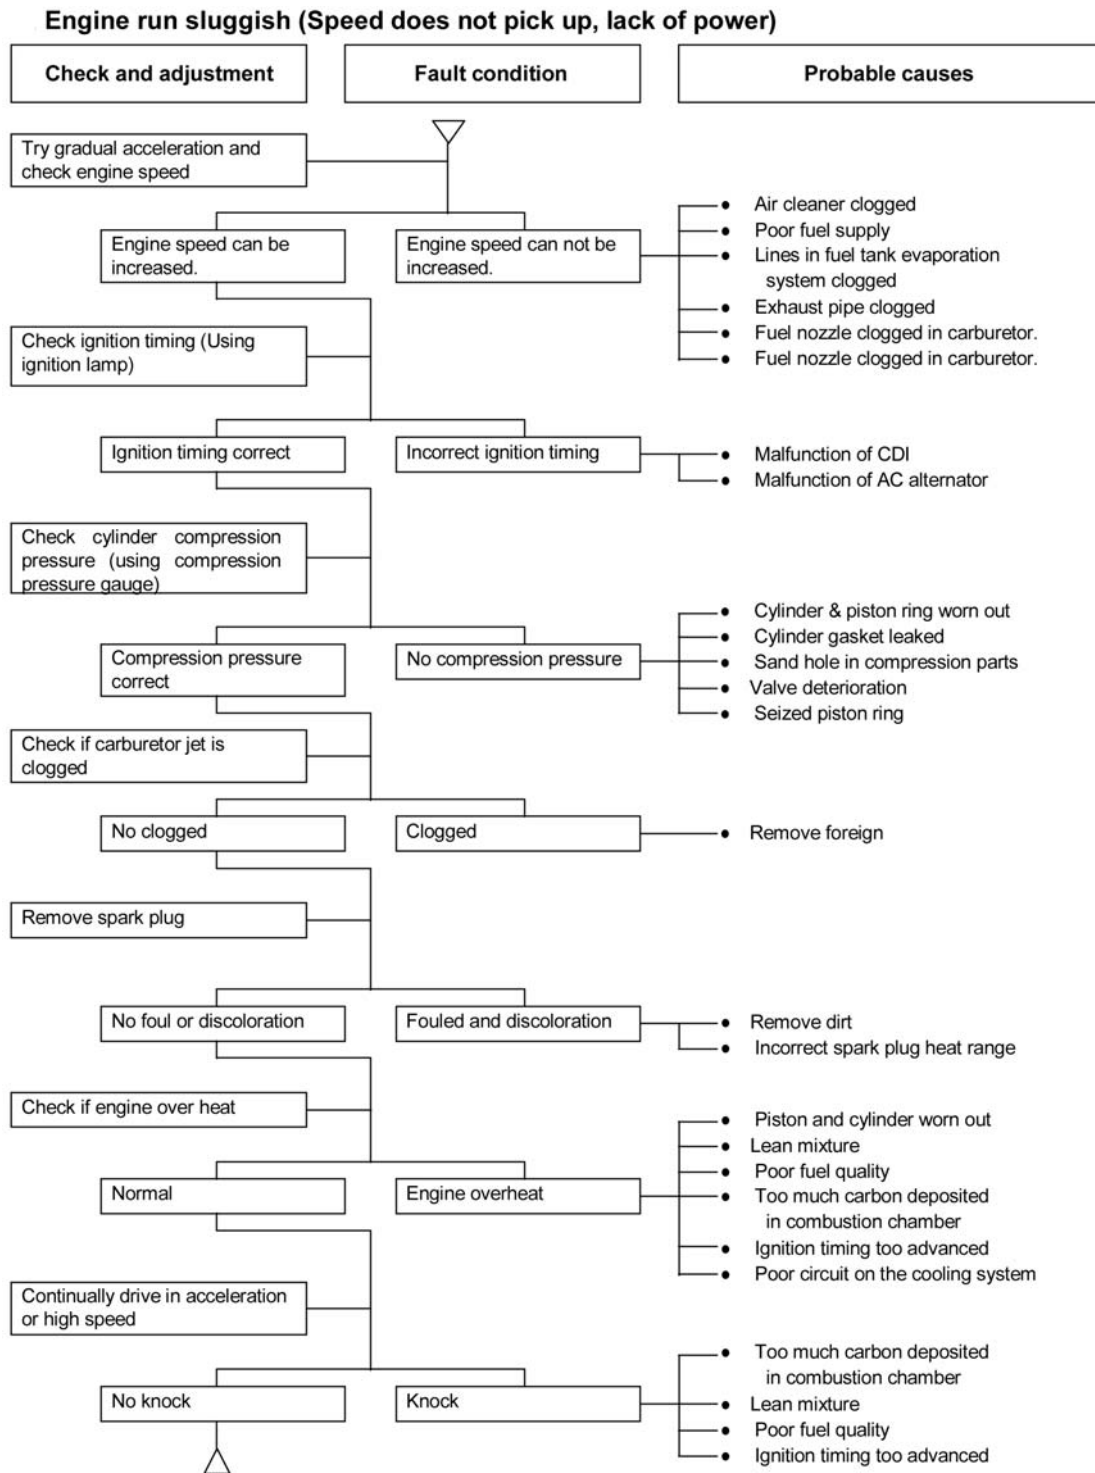 Engine run sluggish (Speed does not pick up, lack of power)
Check and adjustment
Fault condition
Probable causes
Try gradual acceleration and
check engine speed
Engine speed can be
increased.
Engine speed can not be
increased.
• Air cleaner clogged
• Poor fuel supply
• Lines in fuel tank evaporation
system clogged
• Exhaust pipe clogged
• Fuel nozzle clogged in carburetor.
• Fuel nozzle clogged in carburetor.
Check ignition timing (Using
ignition lamp)
Ignition timing correct
Incorrect ignition timing
• Malfunction of CDI
• Malfunction of AC alternator
Check cylinder compression
pressure (using compression
pressure gauge)
Compression pressure
correct
No compression pressure
• Cylinder & piston ring worn out
• Cylinder gasket leaked
• Sand hole in compression parts
• Valve deterioration
• Seized piston ring
Check if carburetor jet is
clogged
No clogged
Clogged
• Remove foreign
Remove spark plug
No foul or discoloration
Fouled and discoloration
• Remove dirt
• Incorrect spark plug heat range
Check if engine over heat
Normal
Engine overheat
• Piston and cylinder worn out
• Lean mixture
• Poor fuel quality
• Too much carbon deposited
in combustion chamber
• Ignition timing too advanced
• Poor circuit on the cooling system
Continually drive in acceleration
or high speed
No knock
Knock
• Too much carbon deposited
in combustion chamber
• Lean mixture
• Poor fuel quality
• Ignition timing too advanced